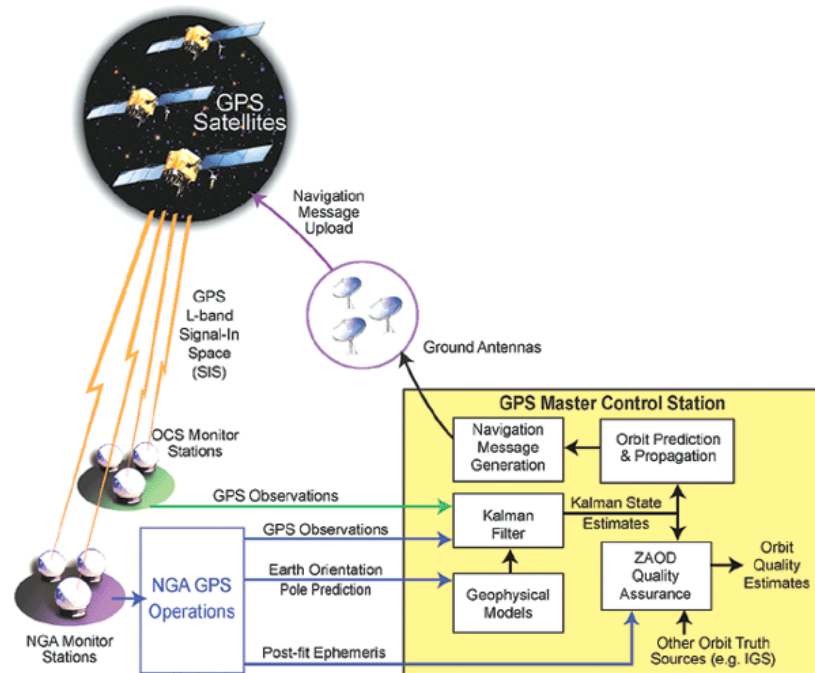 GPS
Satellites
Navigation
Message
Upload
GPS
L-band
Signal-In
Space
(SIS)
Ground Antennas
GPS Master Control Station
OCS Monitor
Stations
Navigation
Message
Generation
Orbit Prediction
& Propagation
GPS Observations
Kalman
Filter
Kalman State
Estimates
GPS Observations
NGA GPS
Operations
Earth Orientation
Pole Prediction
Geophysical
Models
ZAOD
Quality
Assurance
Orbit
Quality
Estimates
NGA Monitor
Stations
Post-fit Ephemeris
Other Orbit Truth
Sources (e.g. IGS)